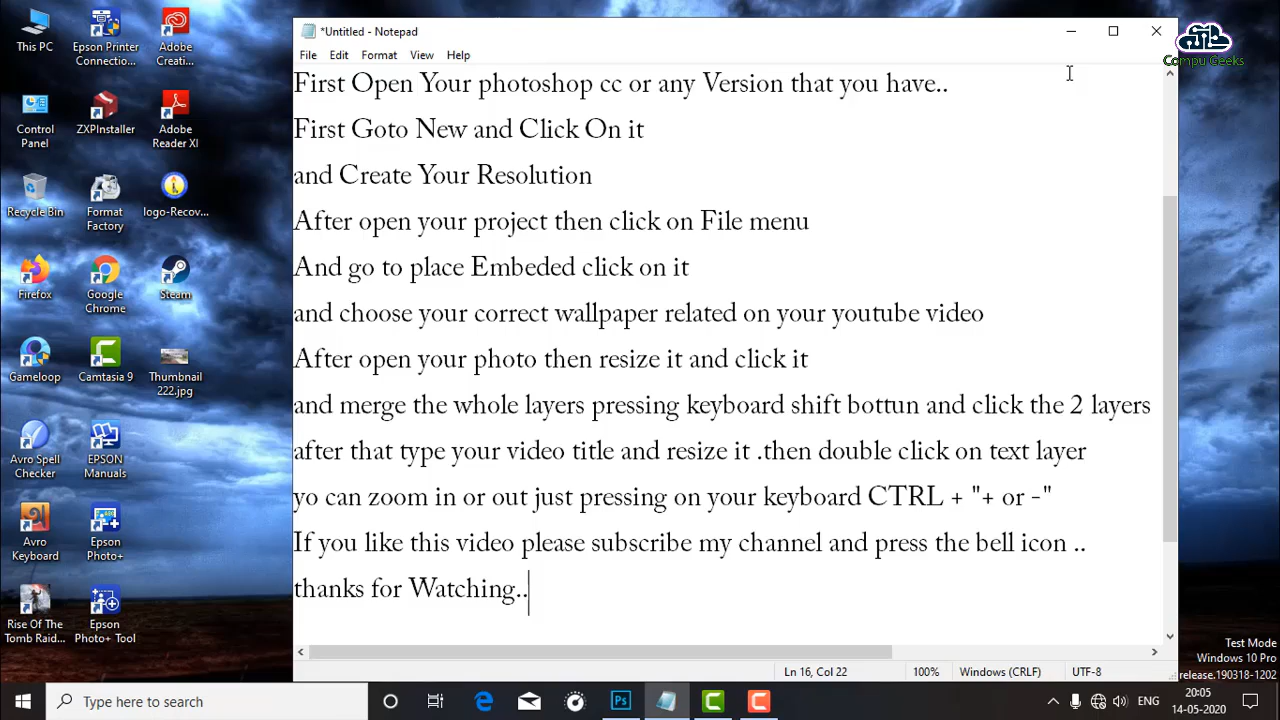 This PC
Epson Printer
Connectio...
Adobe
Creati...
Control
Panel
ZXPInstaller
Adobe
Reader XI
Recycle Bin
Format
Factory
logo-Recov...
Firefox
Google
Chrome
Steam
Gameloop
Camtasia 9
Thumbnail
222.jpg
Avro Spell
Checker
EPSON
Manuals
Avro
Keyboard
Epson
Photo+
Rise Of The
Tomb Raid...
Epson
Photo+ Tool
*Untitled - Notepad
File Edit Format View Help
First Open Your photoshop cc or any Version that you have..
First Goto New and Click On it
and Create Your Resolution
After open your project then click on File menu
And go to place Embeded click on it
and choose your correct wallpaper related on your youtube video
After open your photo then resize it and click it
and merge the whole layers pressing keyboard shift bottun and click the 2 layers
after that type your video title and resize it .then double click on text layer
yo can zoom in or out just pressing on your keyboard CTRL + "+ or -"
If you like this video please subscribe my channel and press the bell icon ..
thanks for Watching..
Ln 16, Col 22 100% Windows (CRLF) UTF-8
Compu Geeks
Test Mode
Windows 10 Pro
release.190318-1202
Type here to search
Ps
ENG
20:05
14-05-2020